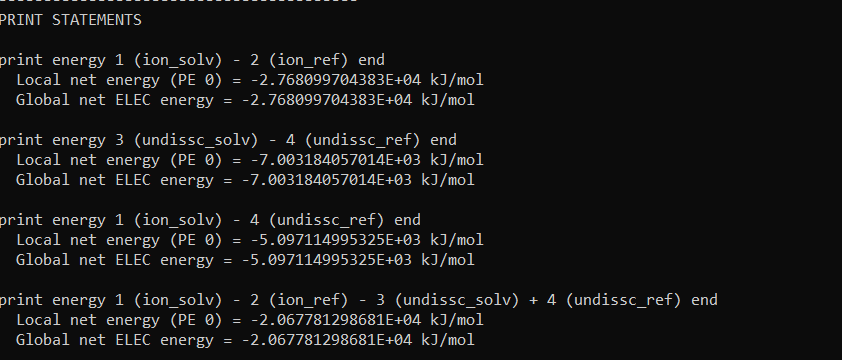 PRINT STATEMENTS
print energy 1 (ion_solv) - 2 (ion_ref) end
Local net energy (PE 0) = -2.768099704383E+04 kJ/mol
Global net ELEC energy = -2.768099704383E+04 kJ/mol
print energy 3 (undissc_solv) - 4 (undissc_ref) end
Local net energy (PE 0) = -7.003184057014E+03 kJ/mol
Global net ELEC energy = -7.003184057014E+03 kJ/mol
print energy 1 (ion_solv) - 4 (undissc_ref) end
Local net energy (PE 0) = -5.097114995325E+03 kJ/mol
Global net ELEC energy = -5.097114995325E+03 kJ/mol
print energy 1 (ion_solv) - 2 (ion_ref) - 3 (undissc_solv) + 4 (undissc_ref) end
Local net energy (PE 0) = -2.067781298681E+04 kJ/mol
Global net ELEC energy = -2.067781298681E+04 kJ/mol